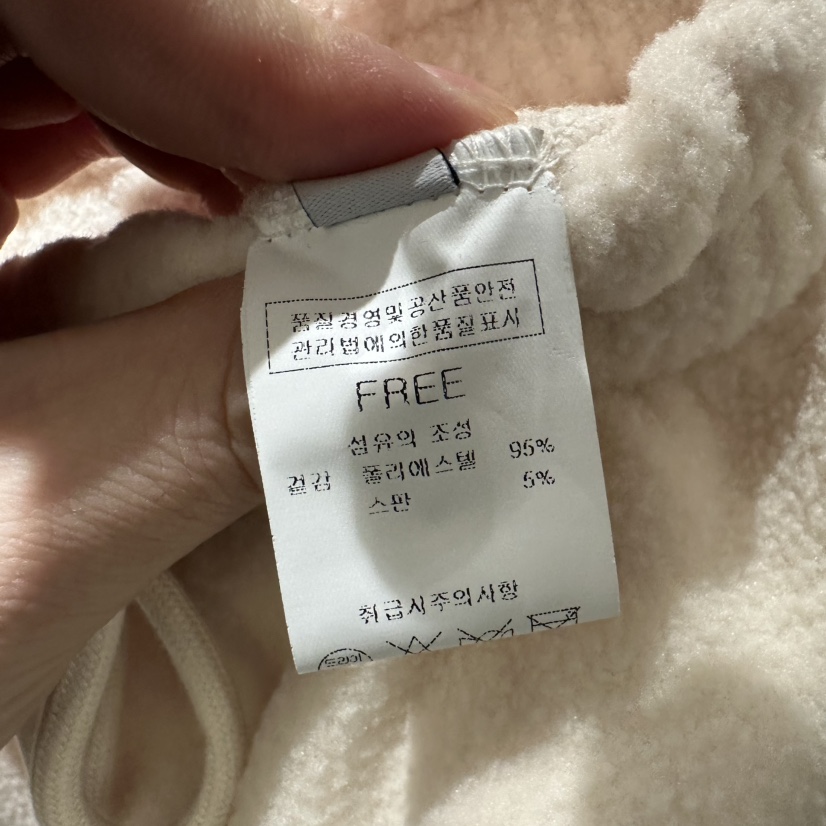 품질경영및공산품안전
관리법에의한품질표시
FREE
섬유의 조성
겉감 폴리에스텔 95%
스판 5%
취급시주의사항
드라이